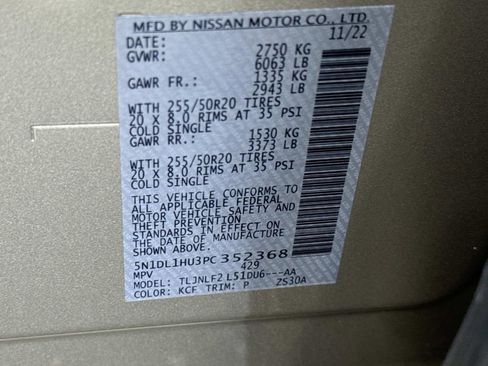 MFD BY NISSAN MOTOR CO., LTD.
DATE: 11/22
GVWR: 2750 KG
6063 LB
GAWR FR.: 1335 KG
2943 LB
WITH 255/50R20 TIRES
20 X 8.0 RIMS AT 35 PSI
COLD SINGLE
GAWR RR.: 1530 KG
3373 LB
WITH 255/50R20 TIRES
20 X 8.0 RIMS AT 35 PSI
COLD SINGLE
THIS VEHICLE CONFORMS TO
ALL APPLICABLE FEDERAL
MOTOR VEHICLE SAFETY AND
THEFT PREVENTION
STANDARDS IN EFFECT ON
THE DATE OF MANUFACTURE
SHOWN ABOVE.
5N1DL1HU3PC352368
MPV 429
TLJNLF2 L51DU6---AA
COLOR: KCF TRIM: P ZS30A